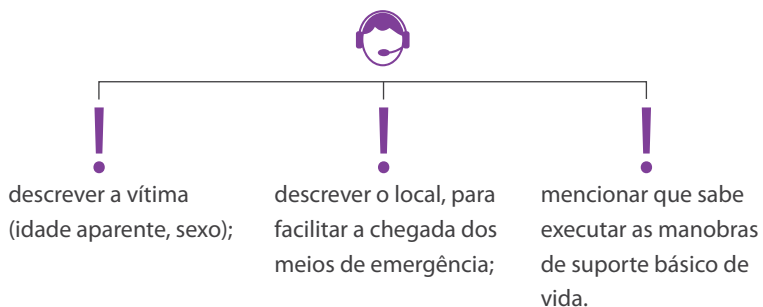 descrever a vítima
(idade aparente, sexo);
descrever o local, para
facilitar a chegada dos
meios de emergência;
mencionar que sabe
executar as manobras
de suporte básico de
vida.